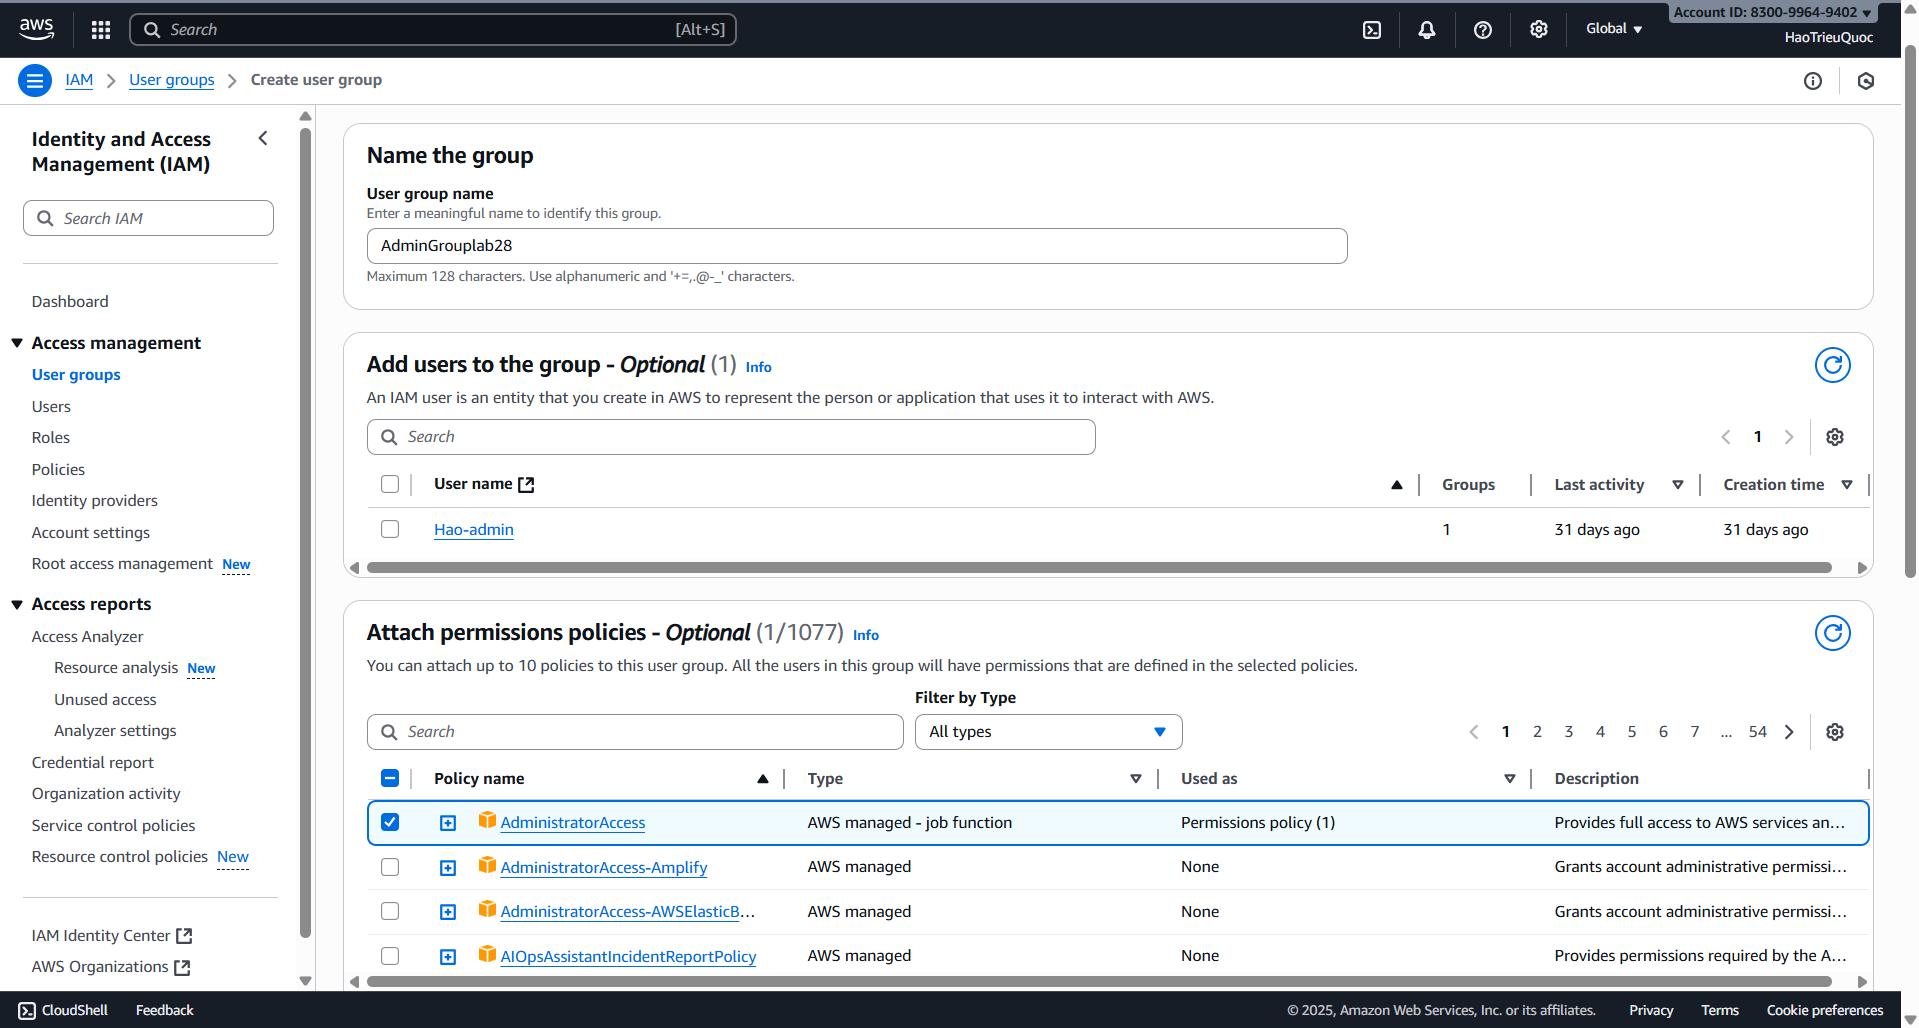 aws
Search
[Alt+S]
Global
Account ID: 8300-9964-9402
HaoTrieuQuoc
IAM
User groups
Create user group
Identity and Access
Management (IAM)
Search IAM
Dashboard
Access management
User groups
Users
Roles
Policies
Identity providers
Account settings
Root access management New
Access reports
Access Analyzer
Resource analysis New
Unused access
Analyzer settings
Credential report
Organization activity
Service control policies
Resource control policies New
IAM Identity Center
AWS Organizations
Name the group
User group name
Enter a meaningful name to identify this group.
AdminGrouplab28
Maximum 128 characters. Use alphanumeric and '+=,.@-_' characters.
Add users to the group - Optional (1) Info
An IAM user is an entity that you create in AWS to represent the person or application that uses it to interact with AWS.
Search
1
User name Groups Last activity Creation time
Hao-admin 1 31 days ago 31 days ago
Attach permissions policies - Optional (1/1077) Info
You can attach up to 10 policies to this user group. All the users in this group will have permissions that are defined in the selected policies.
Filter by Type
Search
All types
1 2 3 4 5 6 7 ... 54
Policy name Type Used as Description
AdministratorAccess AWS managed - job function Permissions policy (1) Provides full access to AWS services an...
AdministratorAccess-Amplify AWS managed None Grants account administrative permissi...
AdministratorAccess-AWSElasticB... AWS managed None Grants account administrative permissi...
AIOpsAssistantIncidentReportPolicy AWS managed None Provides permissions required by the A...
CloudShell Feedback
© 2025, Amazon Web Services, Inc. or its affiliates. Privacy Terms Cookie preferences